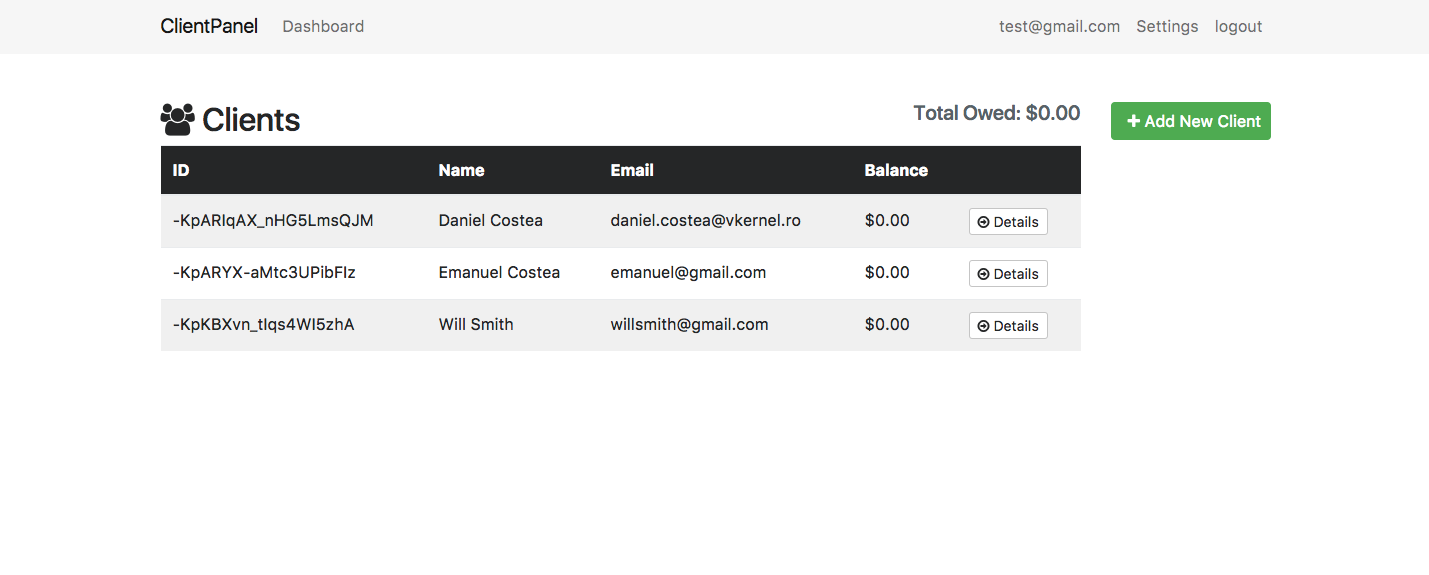 ClientPanel Dashboard test@gmail.com Settings logout
Clients Total Owed: $0.00 Add New Client
ID Name Email Balance
-KpARIqAX_nHG5LmsQJM Daniel Costea daniel.costea@vkernel.ro $0.00 Details
-KpARYX-aMtc3UPibFIz Emanuel Costea emanuel@gmail.com $0.00 Details
-KpKBXvn_tIqs4WI5zhA Will Smith willsmith@gmail.com $0.00 Details